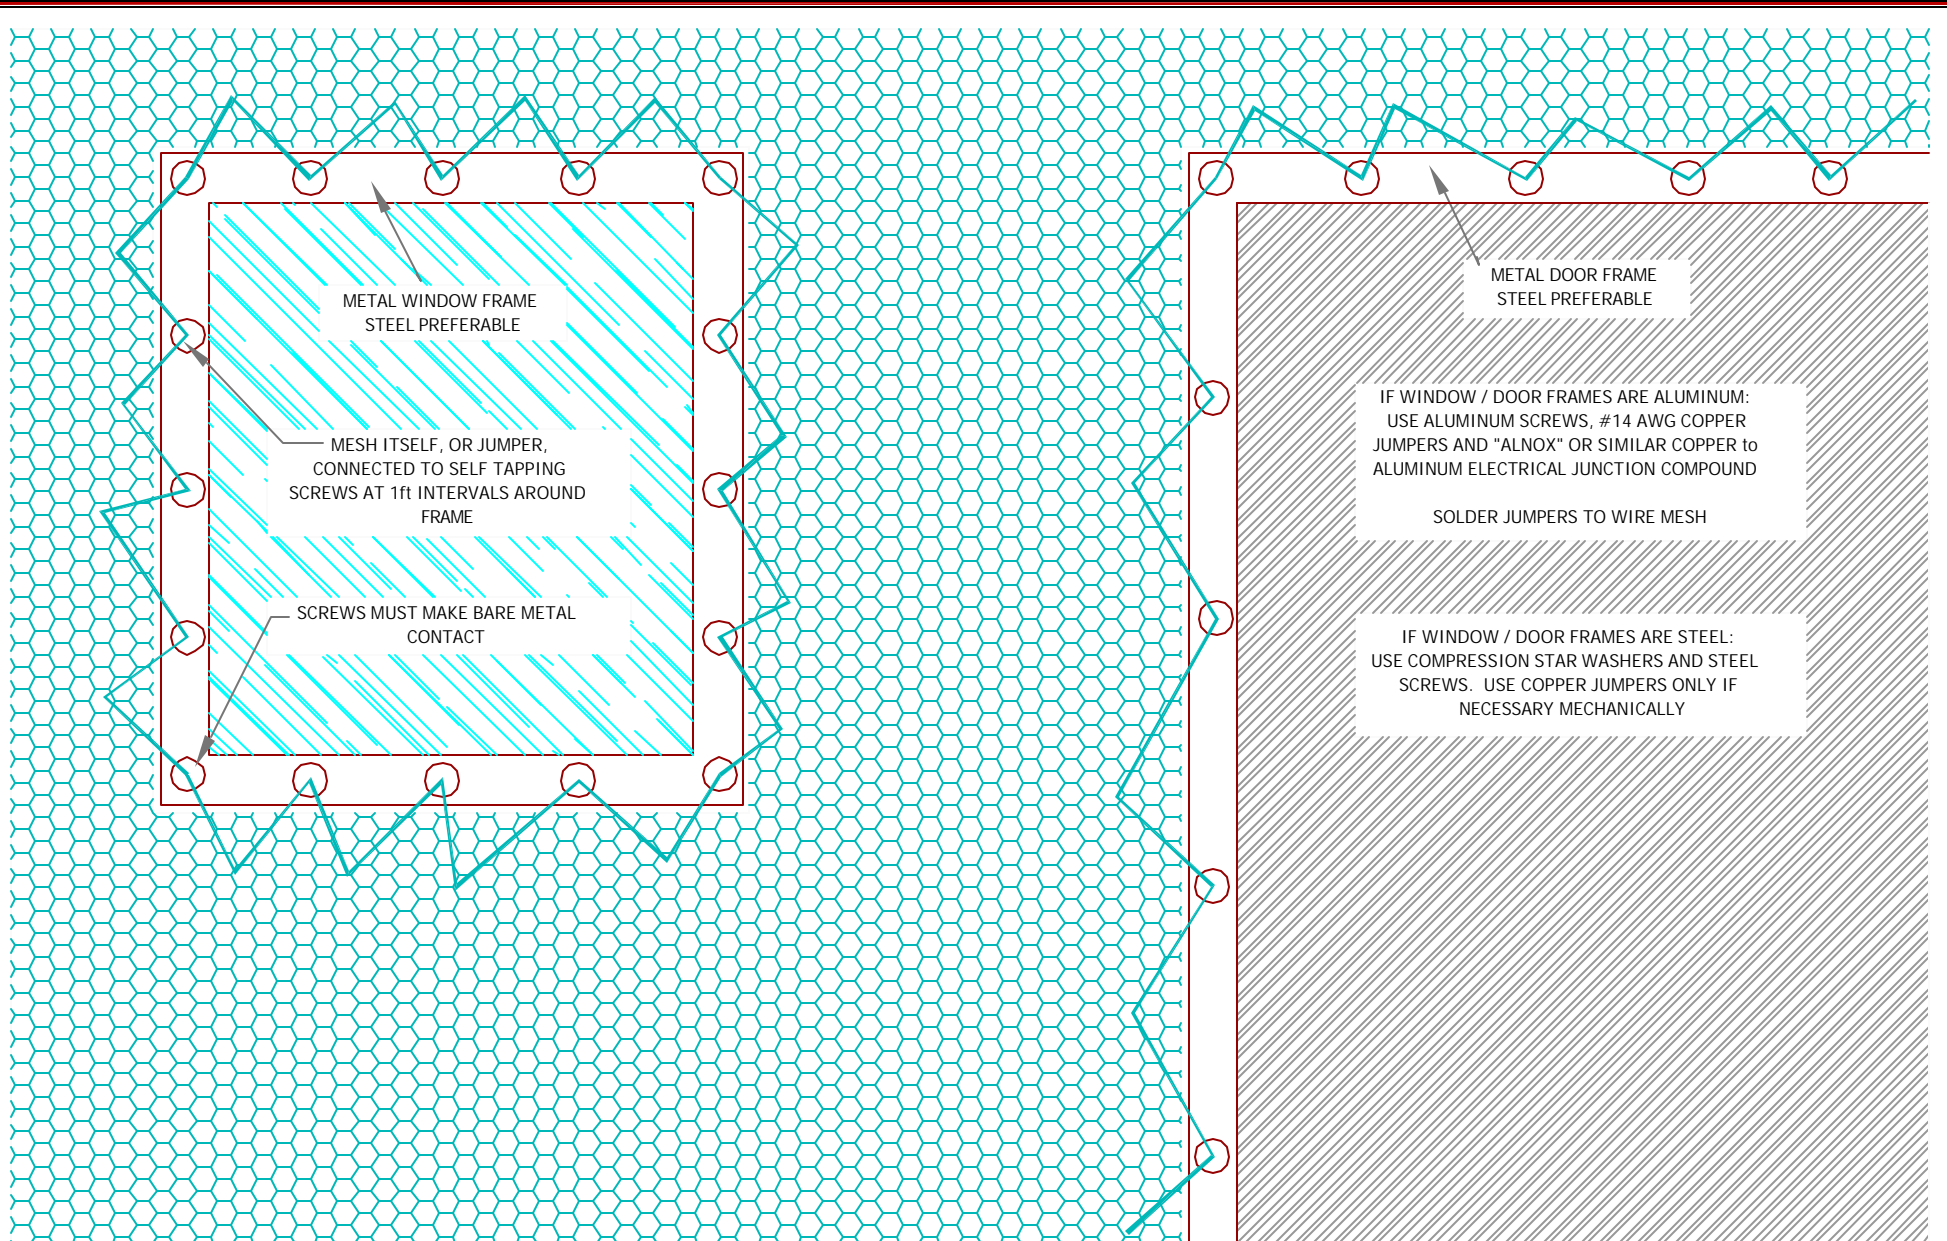 METAL WINDOW FRAME
STEEL PREFERABLE
MESH ITSELF, OR JUMPER,
CONNECTED TO SELF TAPPING
SCREWS AT 1ft INTERVALS AROUND
FRAME
SCREWS MUST MAKE BARE METAL
CONTACT
METAL DOOR FRAME
STEEL PREFERABLE
IF WINDOW / DOOR FRAMES ARE ALUMINUM:
USE ALUMINUM SCREWS, #14 AWG COPPER
JUMPERS AND "ALNOX" OR SIMILAR COPPER to
ALUMINUM ELECTRICAL JUNCTION COMPOUND
SOLDER JUMPERS TO WIRE MESH
IF WINDOW / DOOR FRAMES ARE STEEL:
USE COMPRESSION STAR WASHERS AND STEEL
SCREWS.  USE COPPER JUMPERS ONLY IF
NECESSARY MECHANICALLY